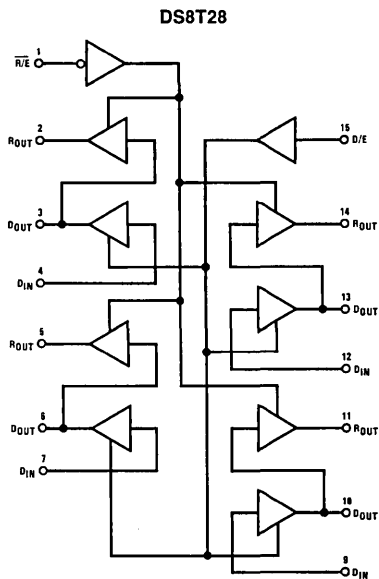 DS8T28
1
R/E
2
ROUT
15
D/E
3
DOUT
14
ROUT
4
DIN
13
DOUT
5
ROUT
12
DIN
6
DOUT
11
ROUT
7
DIN
10
DOUT
9
DIN